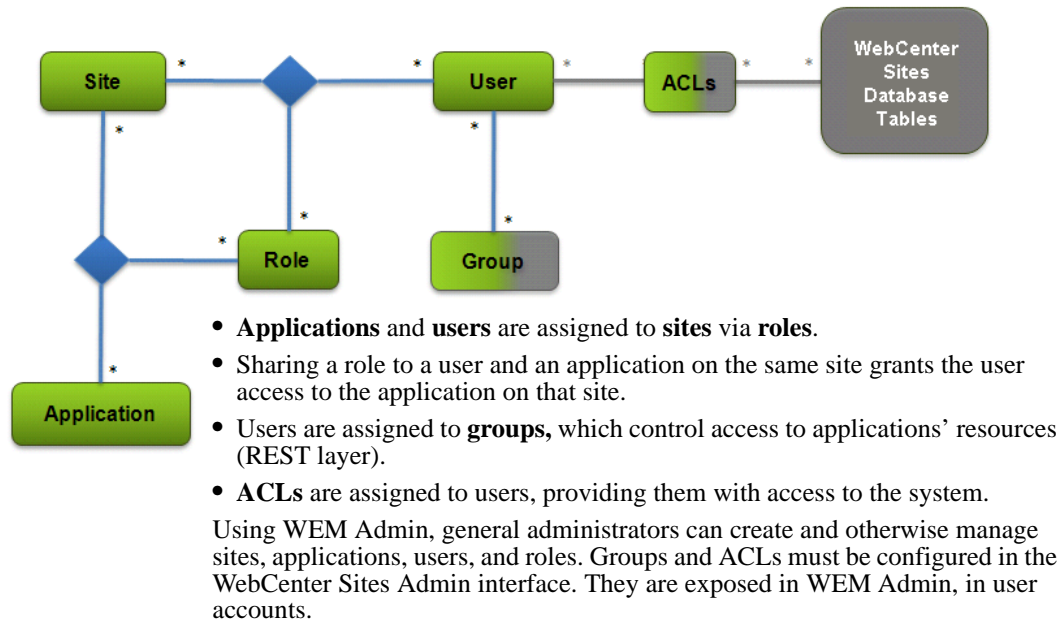 Site
*
*
User
*
*
ACLs
*
*
WebCenter
Sites
Database
Tables
*
*
*
*
*
Role
Group
*
Application
• Applications and users are assigned to sites via roles.
• Sharing a role to a user and an application on the same site grants the user
access to the application on that site.
• Users are assigned to groups, which control access to applications’ resources
(REST layer).
• ACLs are assigned to users, providing them with access to the system.
Using WEM Admin, general administrators can create and otherwise manage
sites, applications, users, and roles. Groups and ACLs must be configured in the
WebCenter Sites Admin interface. They are exposed in WEM Admin, in user
accounts.